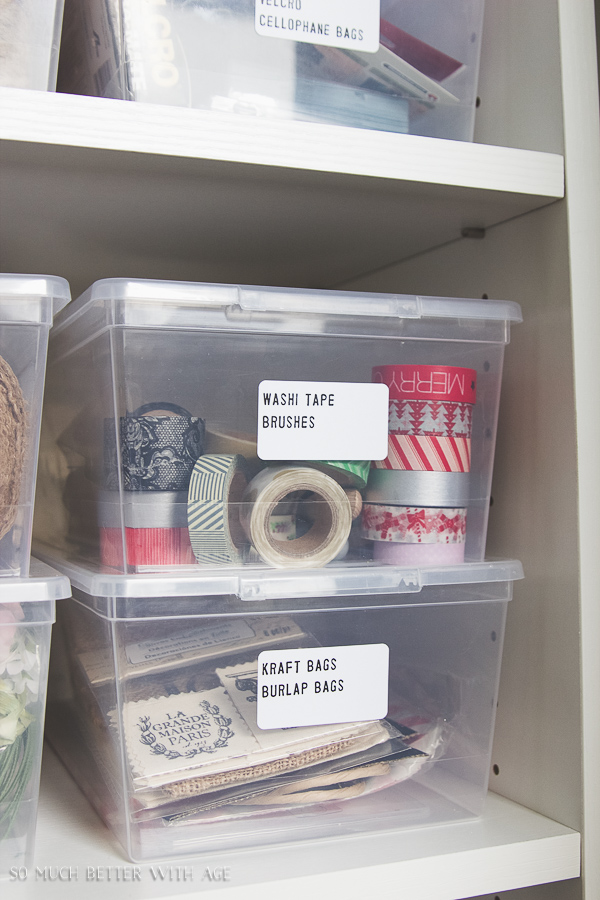 VELCRO
CELLOPHANE BAGS
WASHI TAPE
BRUSHES
MERRY
KRAFT BAGS
BURLAP BAGS
LA
GRANDE
MAISON
PARIS
SO MUCH BETTER WITH AGE